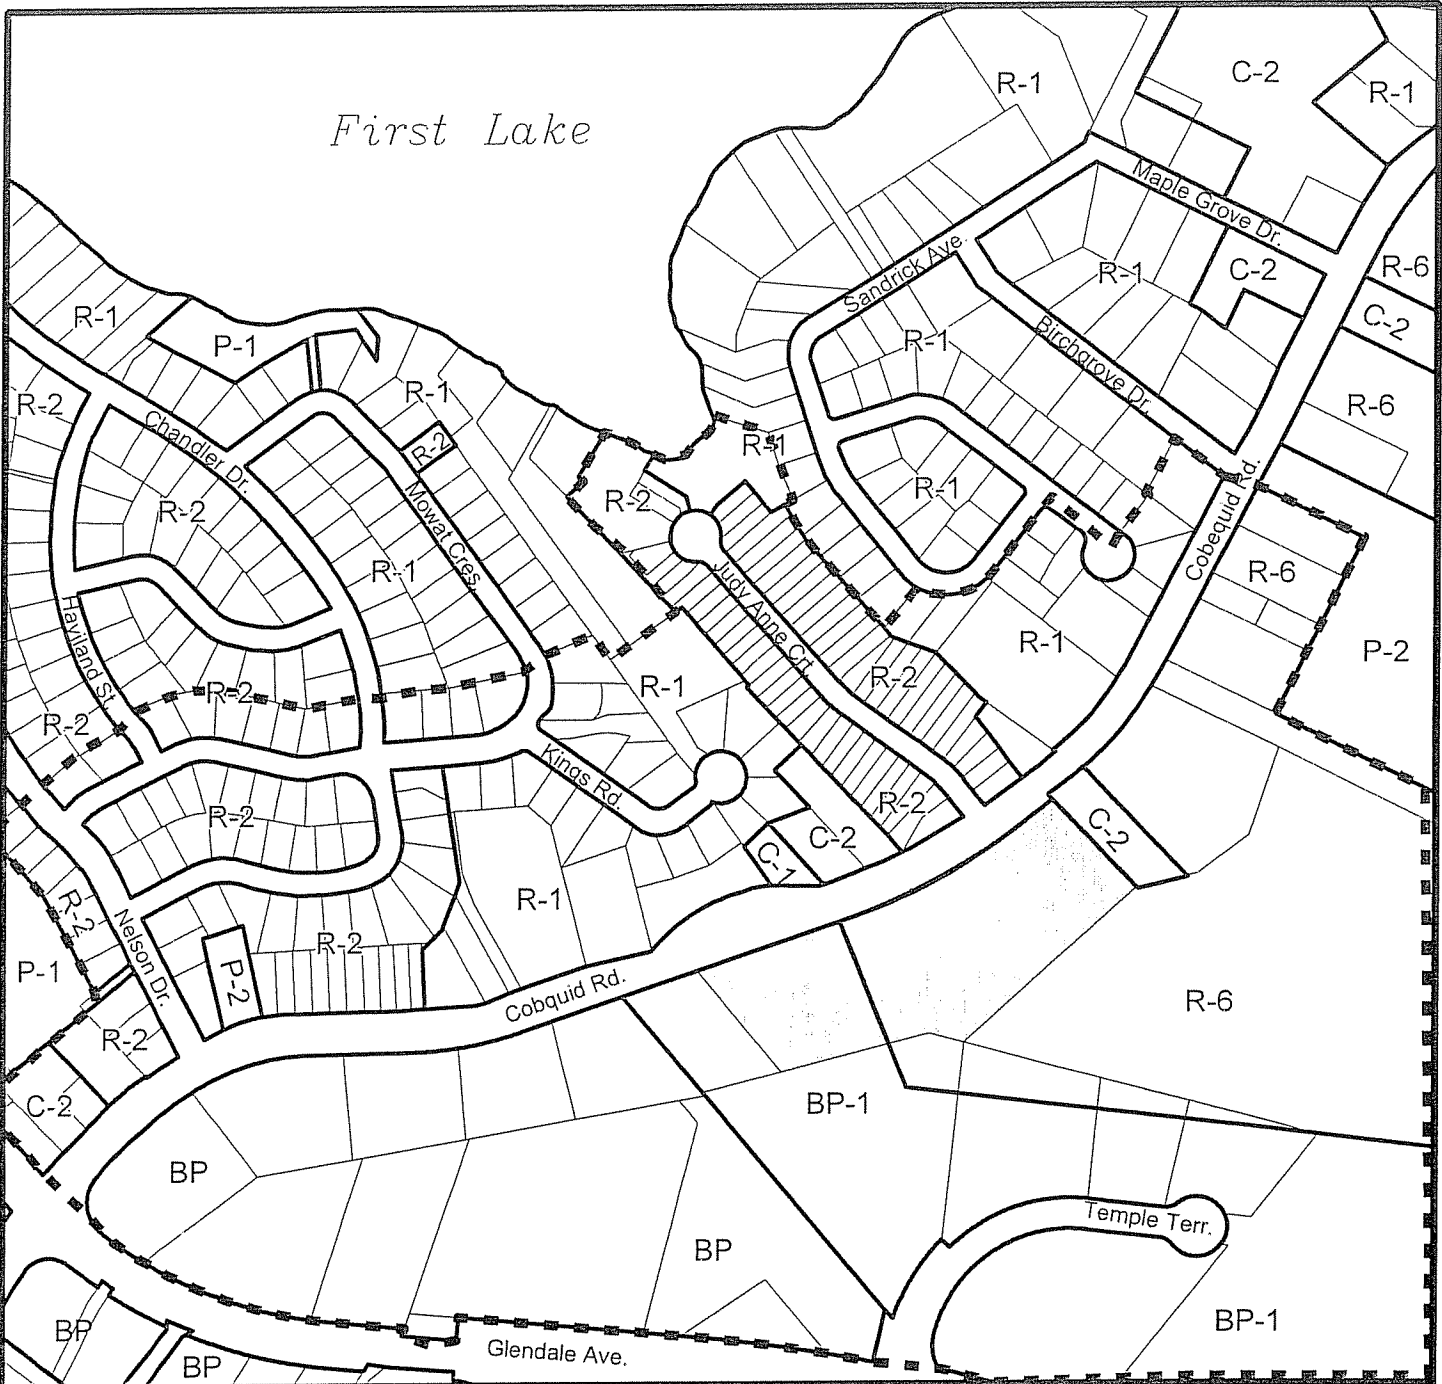 First Lake
R-1
C-2
R-1
Maple Grove Dr.
Sandrick Ave.
R-1
C-2
R-6
C-2
R-1
P-1
R-1
Birchgrove Dr.
R-1
R-2
R-2
Chandler Dr.
R-6
R-1
R-2
R-2
Mowat Cres.
R-1
R-2
R-1
Cobequid Rd.
R-6
Judy Anne Crt.
Haviland St.
R-1
P-2
R-2
R-1
R-2
R-2
Kings Rd.
R-2
R-2
C-2
C-2
C-1
R-1
R-2
R-2
P-1
P-2
Nelson Dr.
Cobquid Rd.
R-6
R-2
C-2
BP-1
BP
Temple Terr.
BP
BP
BP-1
Glendale Ave.
BP